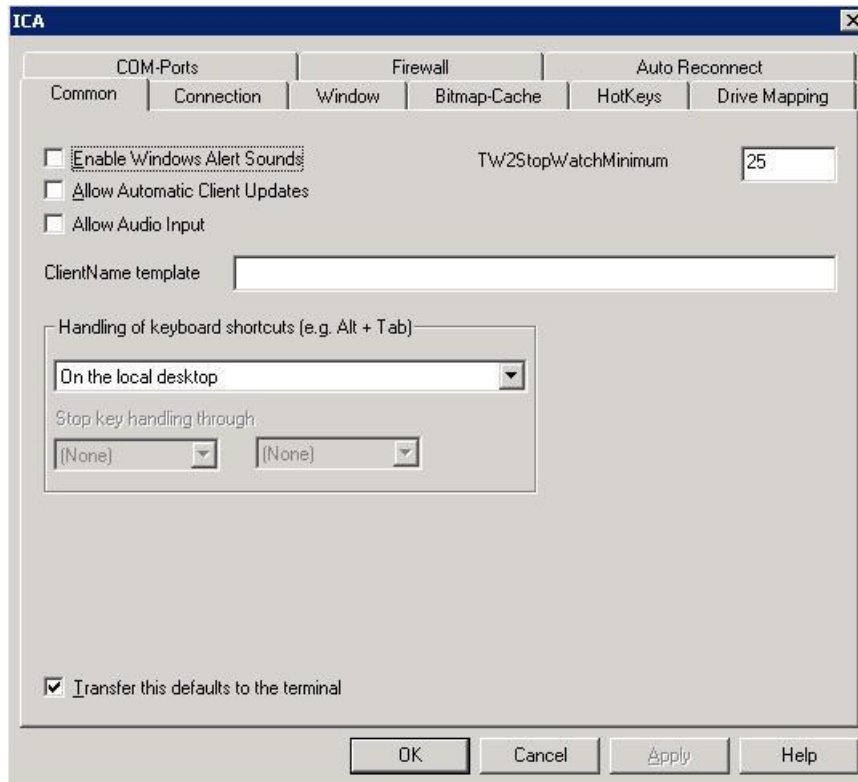 ICA
COM-Ports Firewall Auto Reconnect
Common Connection Window Bitmap-Cache HotKeys Drive Mapping
Enable Windows Alert Sounds TW2StopWatchMinimum 25
Allow Automatic Client Updates
Allow Audio Input
ClientName template
Handling of keyboard shortcuts (e.g. Alt + Tab)
On the local desktop
Stop key handling through
(None) (None)
Transfer this defaults to the terminal
OK Cancel Apply Help